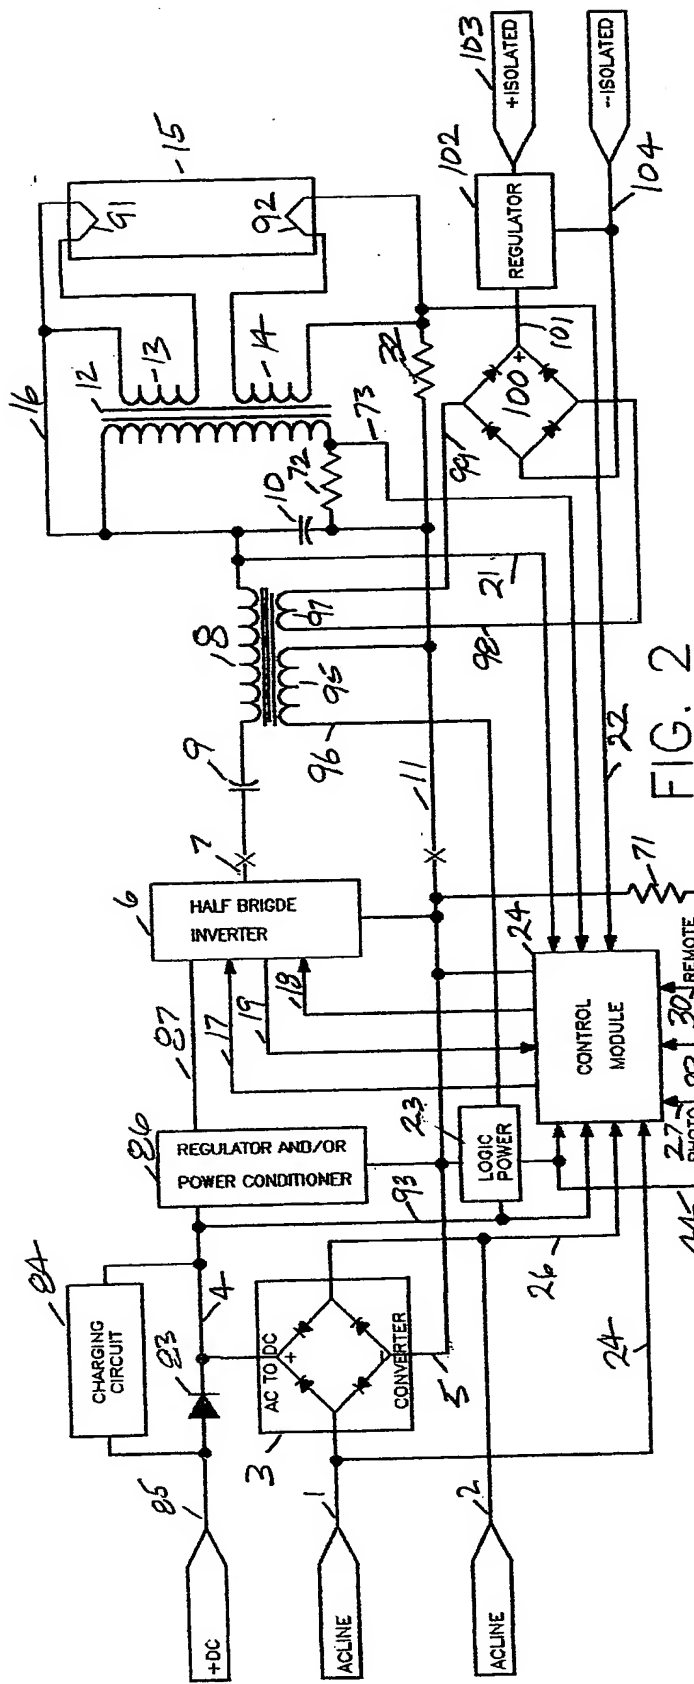 84
CHARGING
CIRCUIT
85
83
4
+DC
AC TO DC
+
-
CONVERTER
3
5
1
ACLINE
2
ACLINE
86
REGULATOR AND/OR
POWER CONDITIONER
87
93
23
LOGIC
POWER
26
24
6
HALF BRIGDE
INVERTER
17
19
18
24
CONTROL
MODULE
27
PHOTO
30
REMOTE
71
7
9
8
95
96
97
98
11
10
72
73
12
13
14
16
91
92
15
32
21
22
99
100
+
101
102
REGULATOR
103
+ISOLATED
104
-ISOLATED
FIG. 2